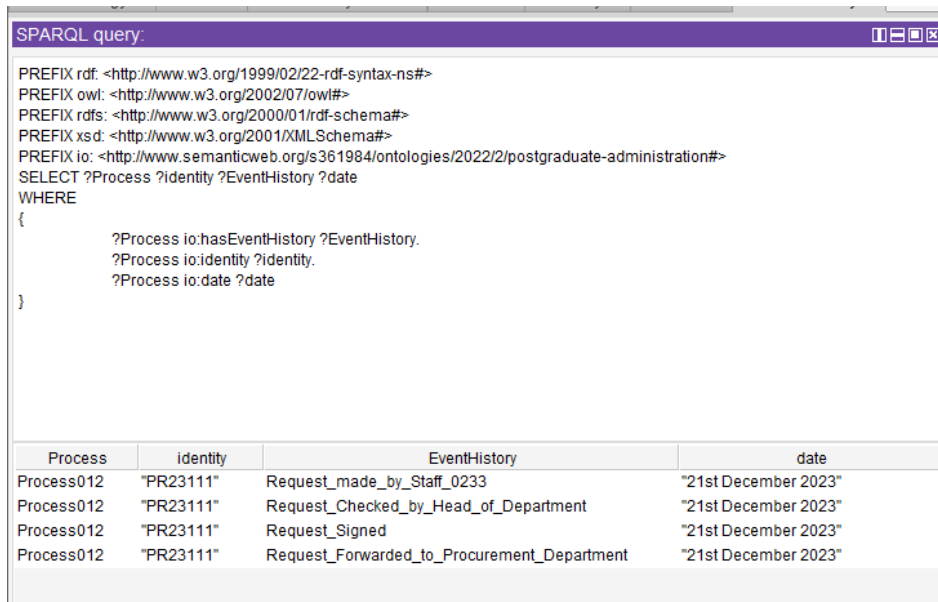 SPARQL query:
PREFIX rdf: <http://www.w3.org/1999/02/22-rdf-syntax-ns#>
PREFIX owl: <http://www.w3.org/2002/07/owl#>
PREFIX rdfs: <http://www.w3.org/2000/01/rdf-schema#>
PREFIX xsd: <http://www.w3.org/2001/XMLSchema#>
PREFIX io: <http://www.semanticweb.org/s361984/ontologies/2022/2/postgraduate-administration#>
SELECT ?Process ?identity ?EventHistory ?date
WHERE
{
?Process io:hasEventHistory ?EventHistory.
?Process io:identity ?identity.
?Process io:date ?date
}
Process identity EventHistory date
Process012 "PR23111" Request_made_by_Staff_0233 "21st December 2023"
Process012 "PR23111" Request_Checked_by_Head_of_Department "21st December 2023"
Process012 "PR23111" Request_Signed "21st December 2023"
Process012 "PR23111" Request_Forwarded_to_Procurement_Department "21st December 2023"